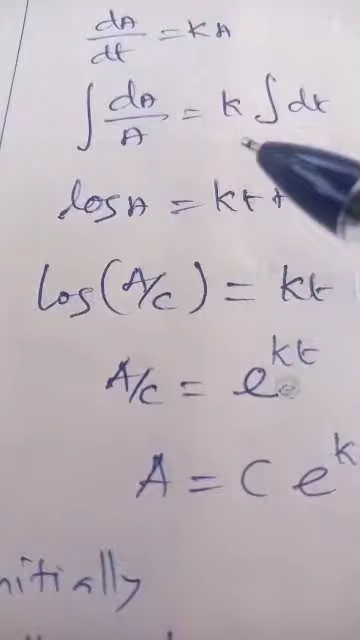 dA/dt = kA
∫ dA/A = k ∫ dt
log A = kt +
log(A/c) = kt
A/c = e^kt
A = C e^k
nitially